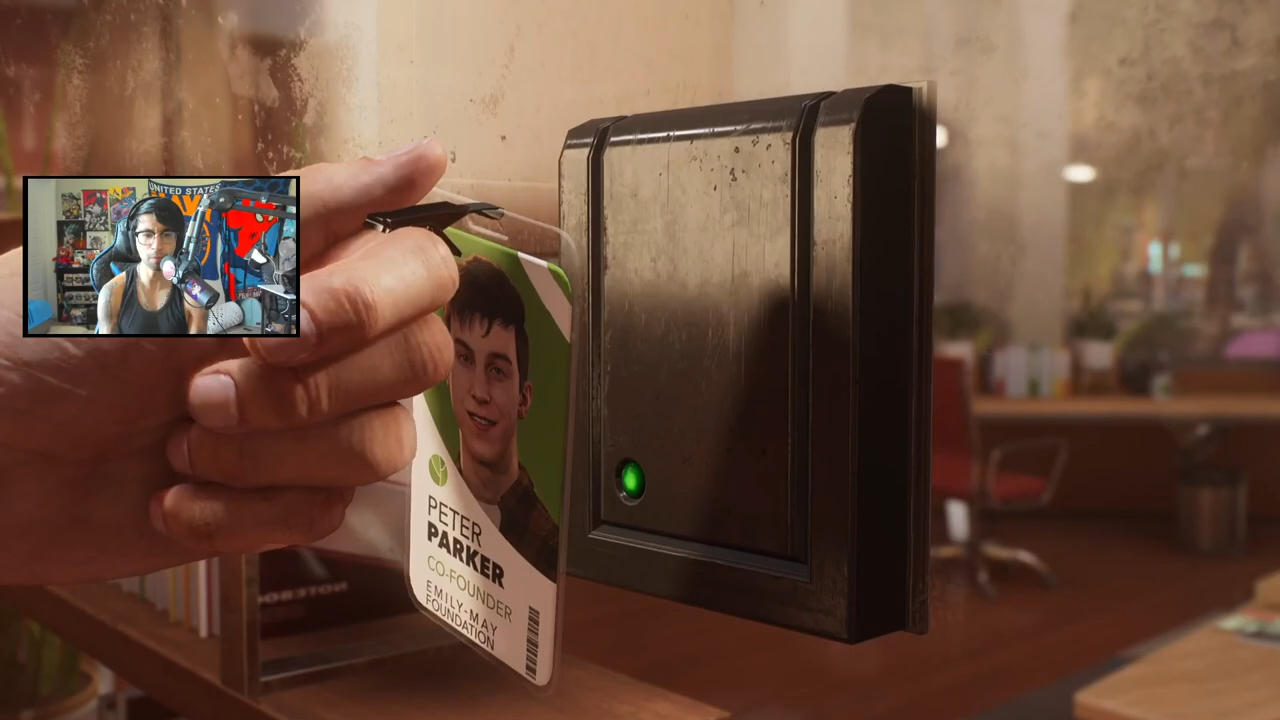 UNITED STATES
PETER
PARKER
CO-FOUNDER
EMILY-MAY
FOUNDATION